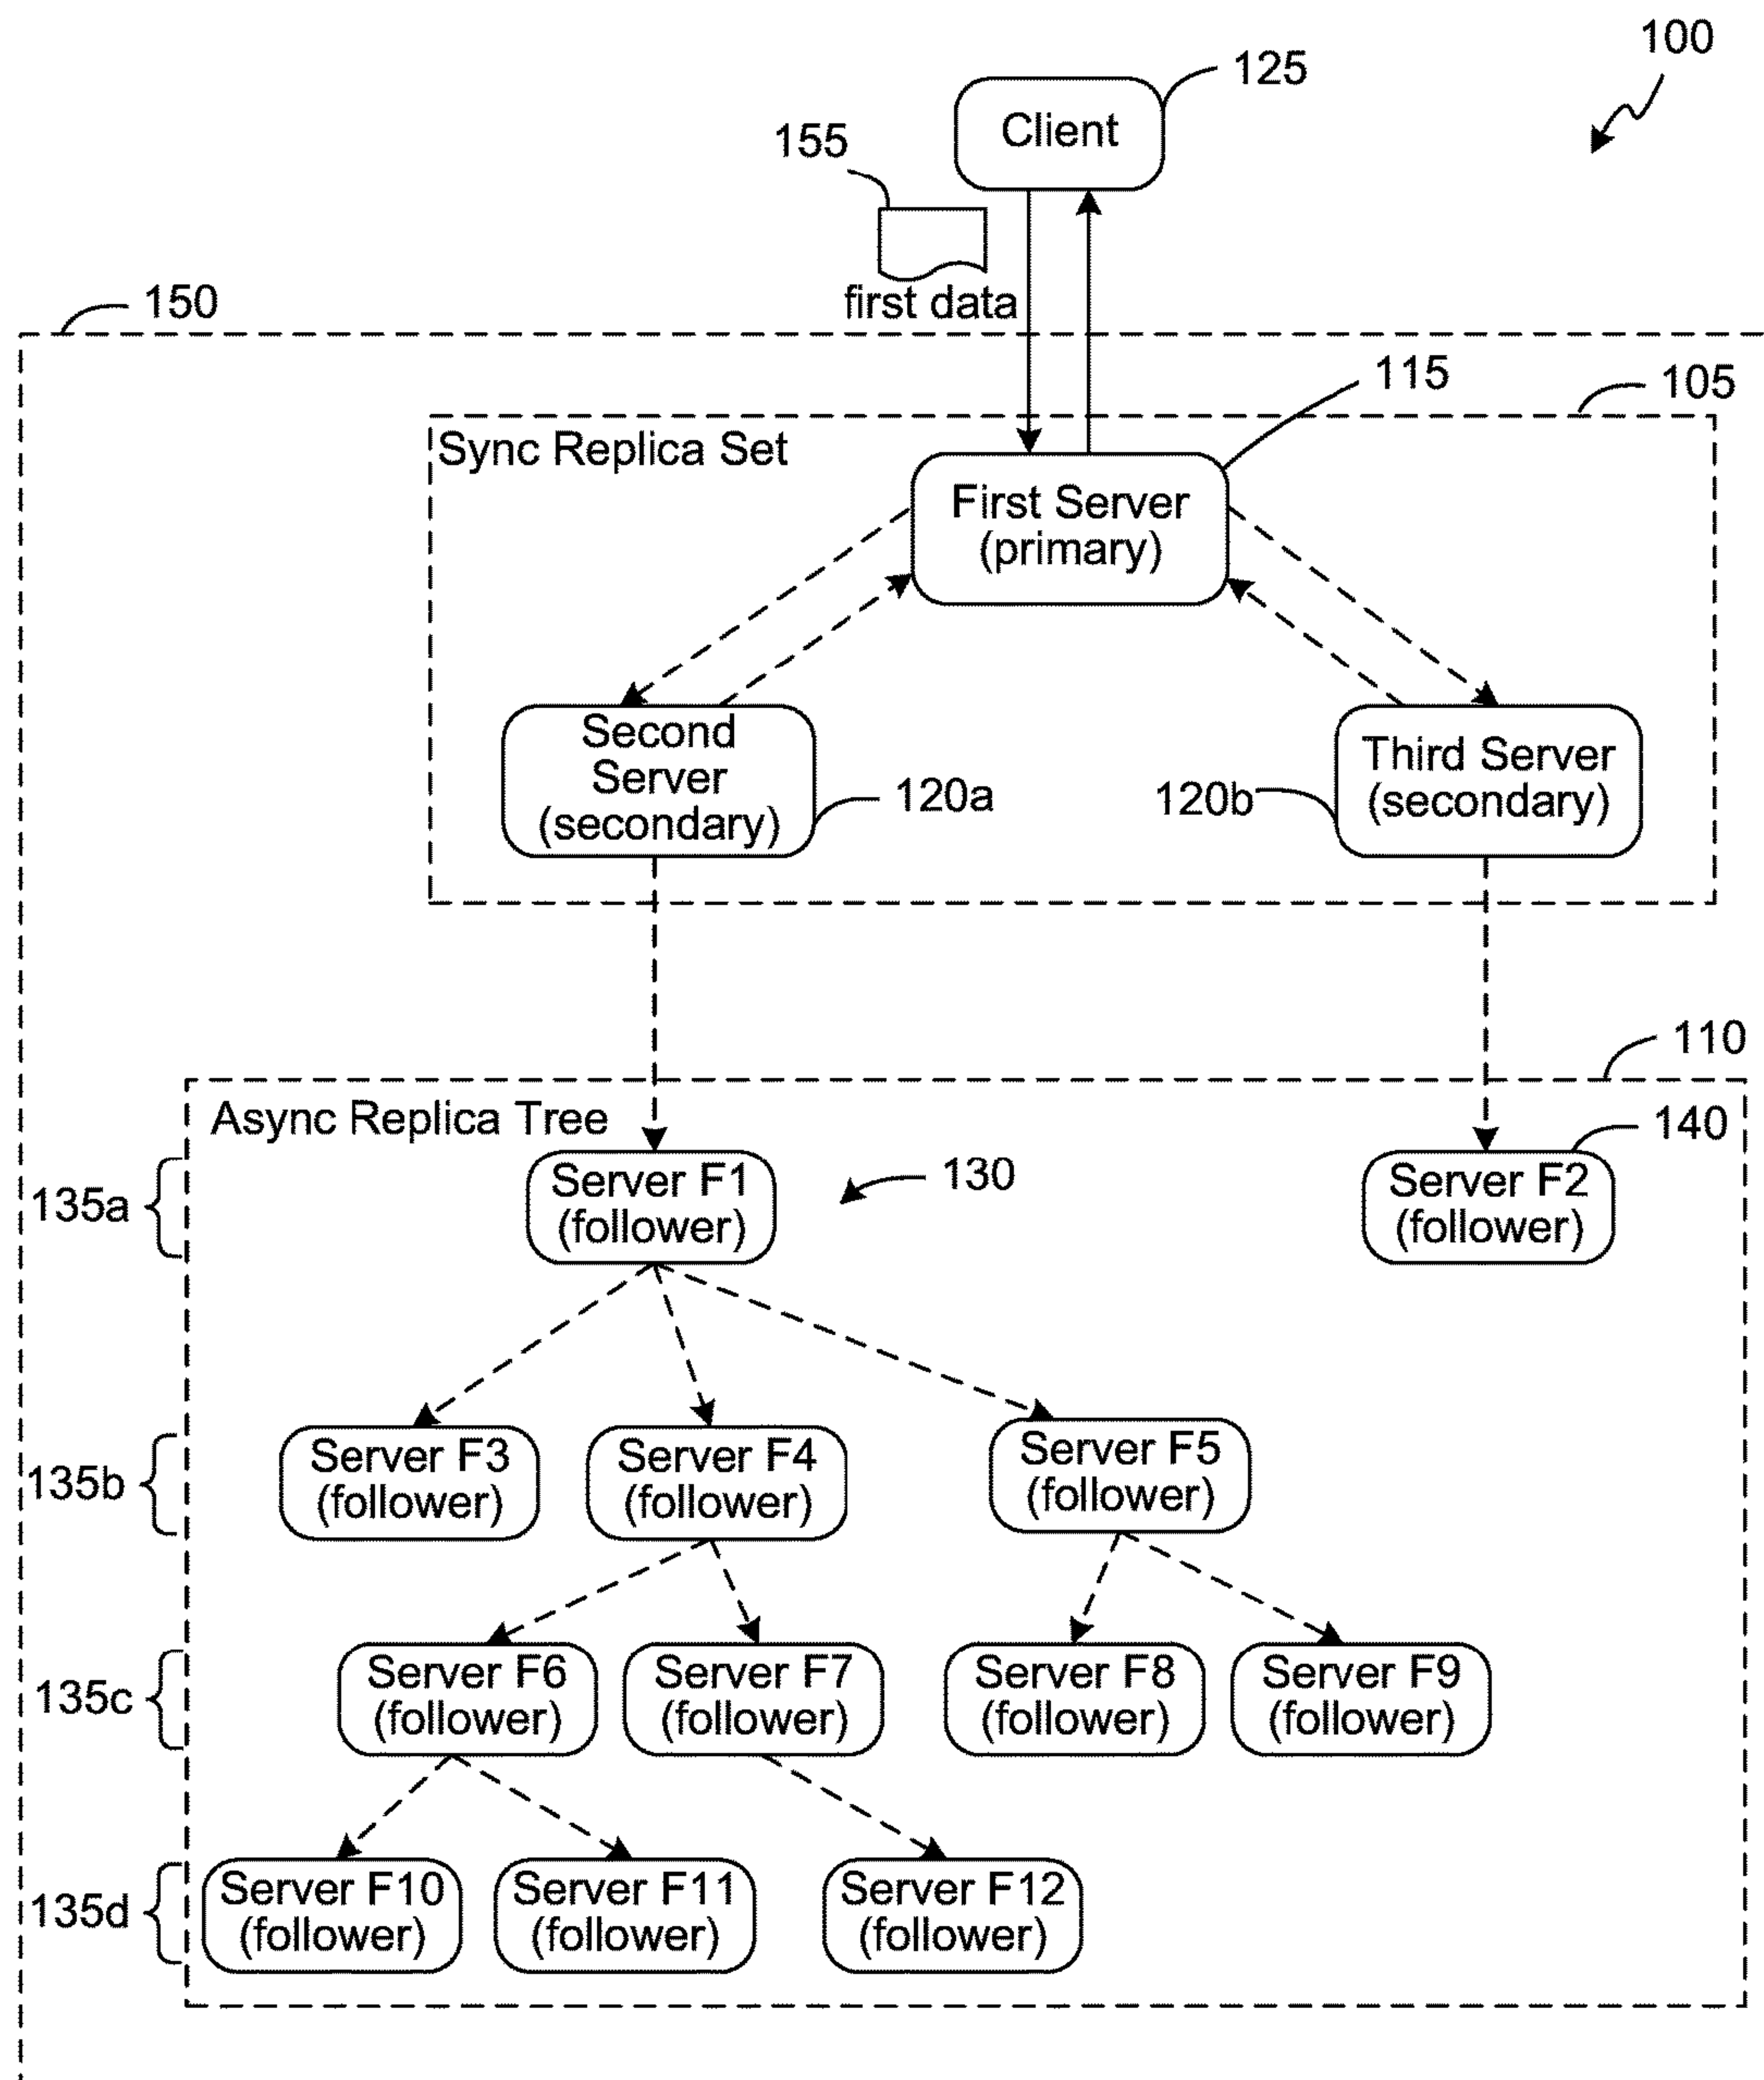 100
125
Client
155
first data
150
115
105
Sync Replica Set
First Server
(primary)
Second
Server
(secondary)
120a
120b
Third Server
(secondary)
110
Async Replica Tree
140
135a
Server F1
(follower)
130
Server F2
(follower)
135b
Server F3
(follower)
Server F4
(follower)
Server F5
(follower)
135c
Server F6
(follower)
Server F7
(follower)
Server F8
(follower)
Server F9
(follower)
135d
Server F10
(follower)
Server F11
(follower)
Server F12
(follower)